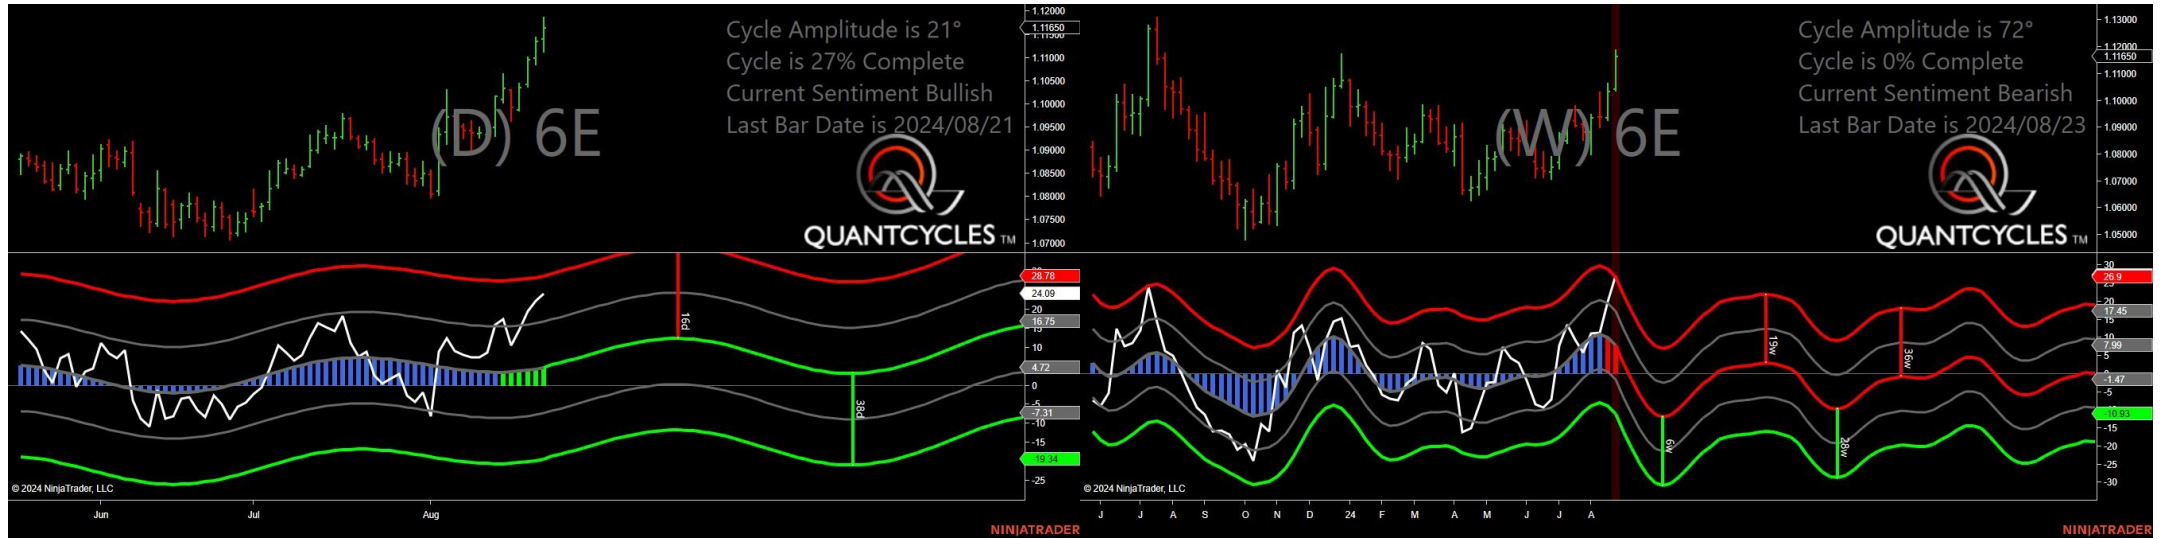 Cycle Amplitude is 21°
Cycle is 27% Complete
Current Sentiment Bullish
Last Bar Date is 2024/08/21
(D) 6E
QUANTCYCLES TM
1.12000
1.11650
1.11000
1.10500
1.10000
1.09500
1.09000
1.08500
1.08000
1.07500
1.07000
28.78
24.09
20
16.75
10
4.72
0
-5
-7.31
-10
-15
-19.34
-25
16d
38d
© 2024 NinjaTrader, LLC
Jun
Jul
Aug
NINJATRADER
Cycle Amplitude is 72°
Cycle is 0% Complete
Current Sentiment Bearish
Last Bar Date is 2024/08/23
(W) 6E
QUANTCYCLES TM
1.13000
1.12000
1.11650
1.11000
1.10000
1.09000
1.08000
1.07000
1.06000
1.05000
30
26.9
20
17.45
15
7.99
5
0
-1.47
-5
-10.93
-15
-20
-25
-30
6w
19w
28w
36w
© 2024 NinjaTrader, LLC
J
J
A
S
O
N
D
24
F
M
A
M
J
J
A
NINJATRADER